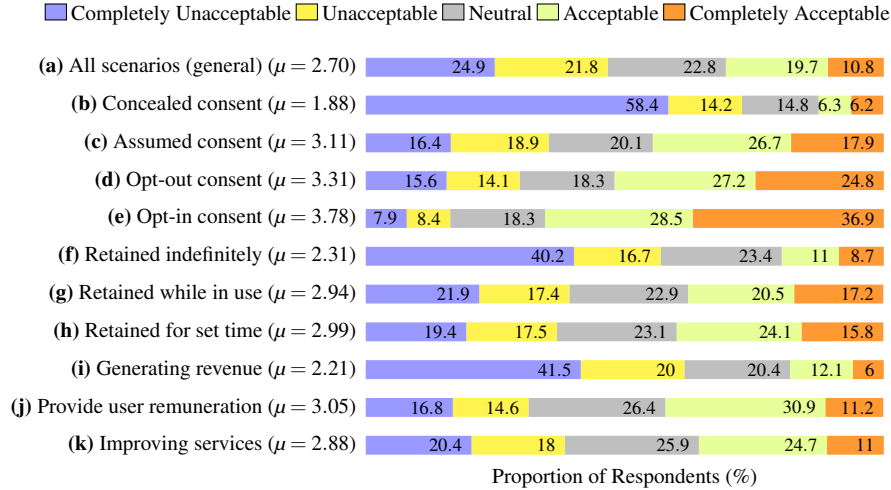 Completely Unacceptable Unacceptable Neutral Acceptable Completely Acceptable
(a) All scenarios (general) (μ = 2.70) 24.9 21.8 22.8 19.7 10.8
(b) Concealed consent (μ = 1.88) 58.4 14.2 14.8 6.3 6.2
(c) Assumed consent (μ = 3.11) 16.4 18.9 20.1 26.7 17.9
(d) Opt-out consent (μ = 3.31) 15.6 14.1 18.3 27.2 24.8
(e) Opt-in consent (μ = 3.78) 7.9 8.4 18.3 28.5 36.9
(f) Retained indefinitely (μ = 2.31) 40.2 16.7 23.4 11 8.7
(g) Retained while in use (μ = 2.94) 21.9 17.4 22.9 20.5 17.2
(h) Retained for set time (μ = 2.99) 19.4 17.5 23.1 24.1 15.8
(i) Generating revenue (μ = 2.21) 41.5 20 20.4 12.1 6
(j) Provide user remuneration (μ = 3.05) 16.8 14.6 26.4 30.9 11.2
(k) Improving services (μ = 2.88) 20.4 18 25.9 24.7 11
Proportion of Respondents (%)